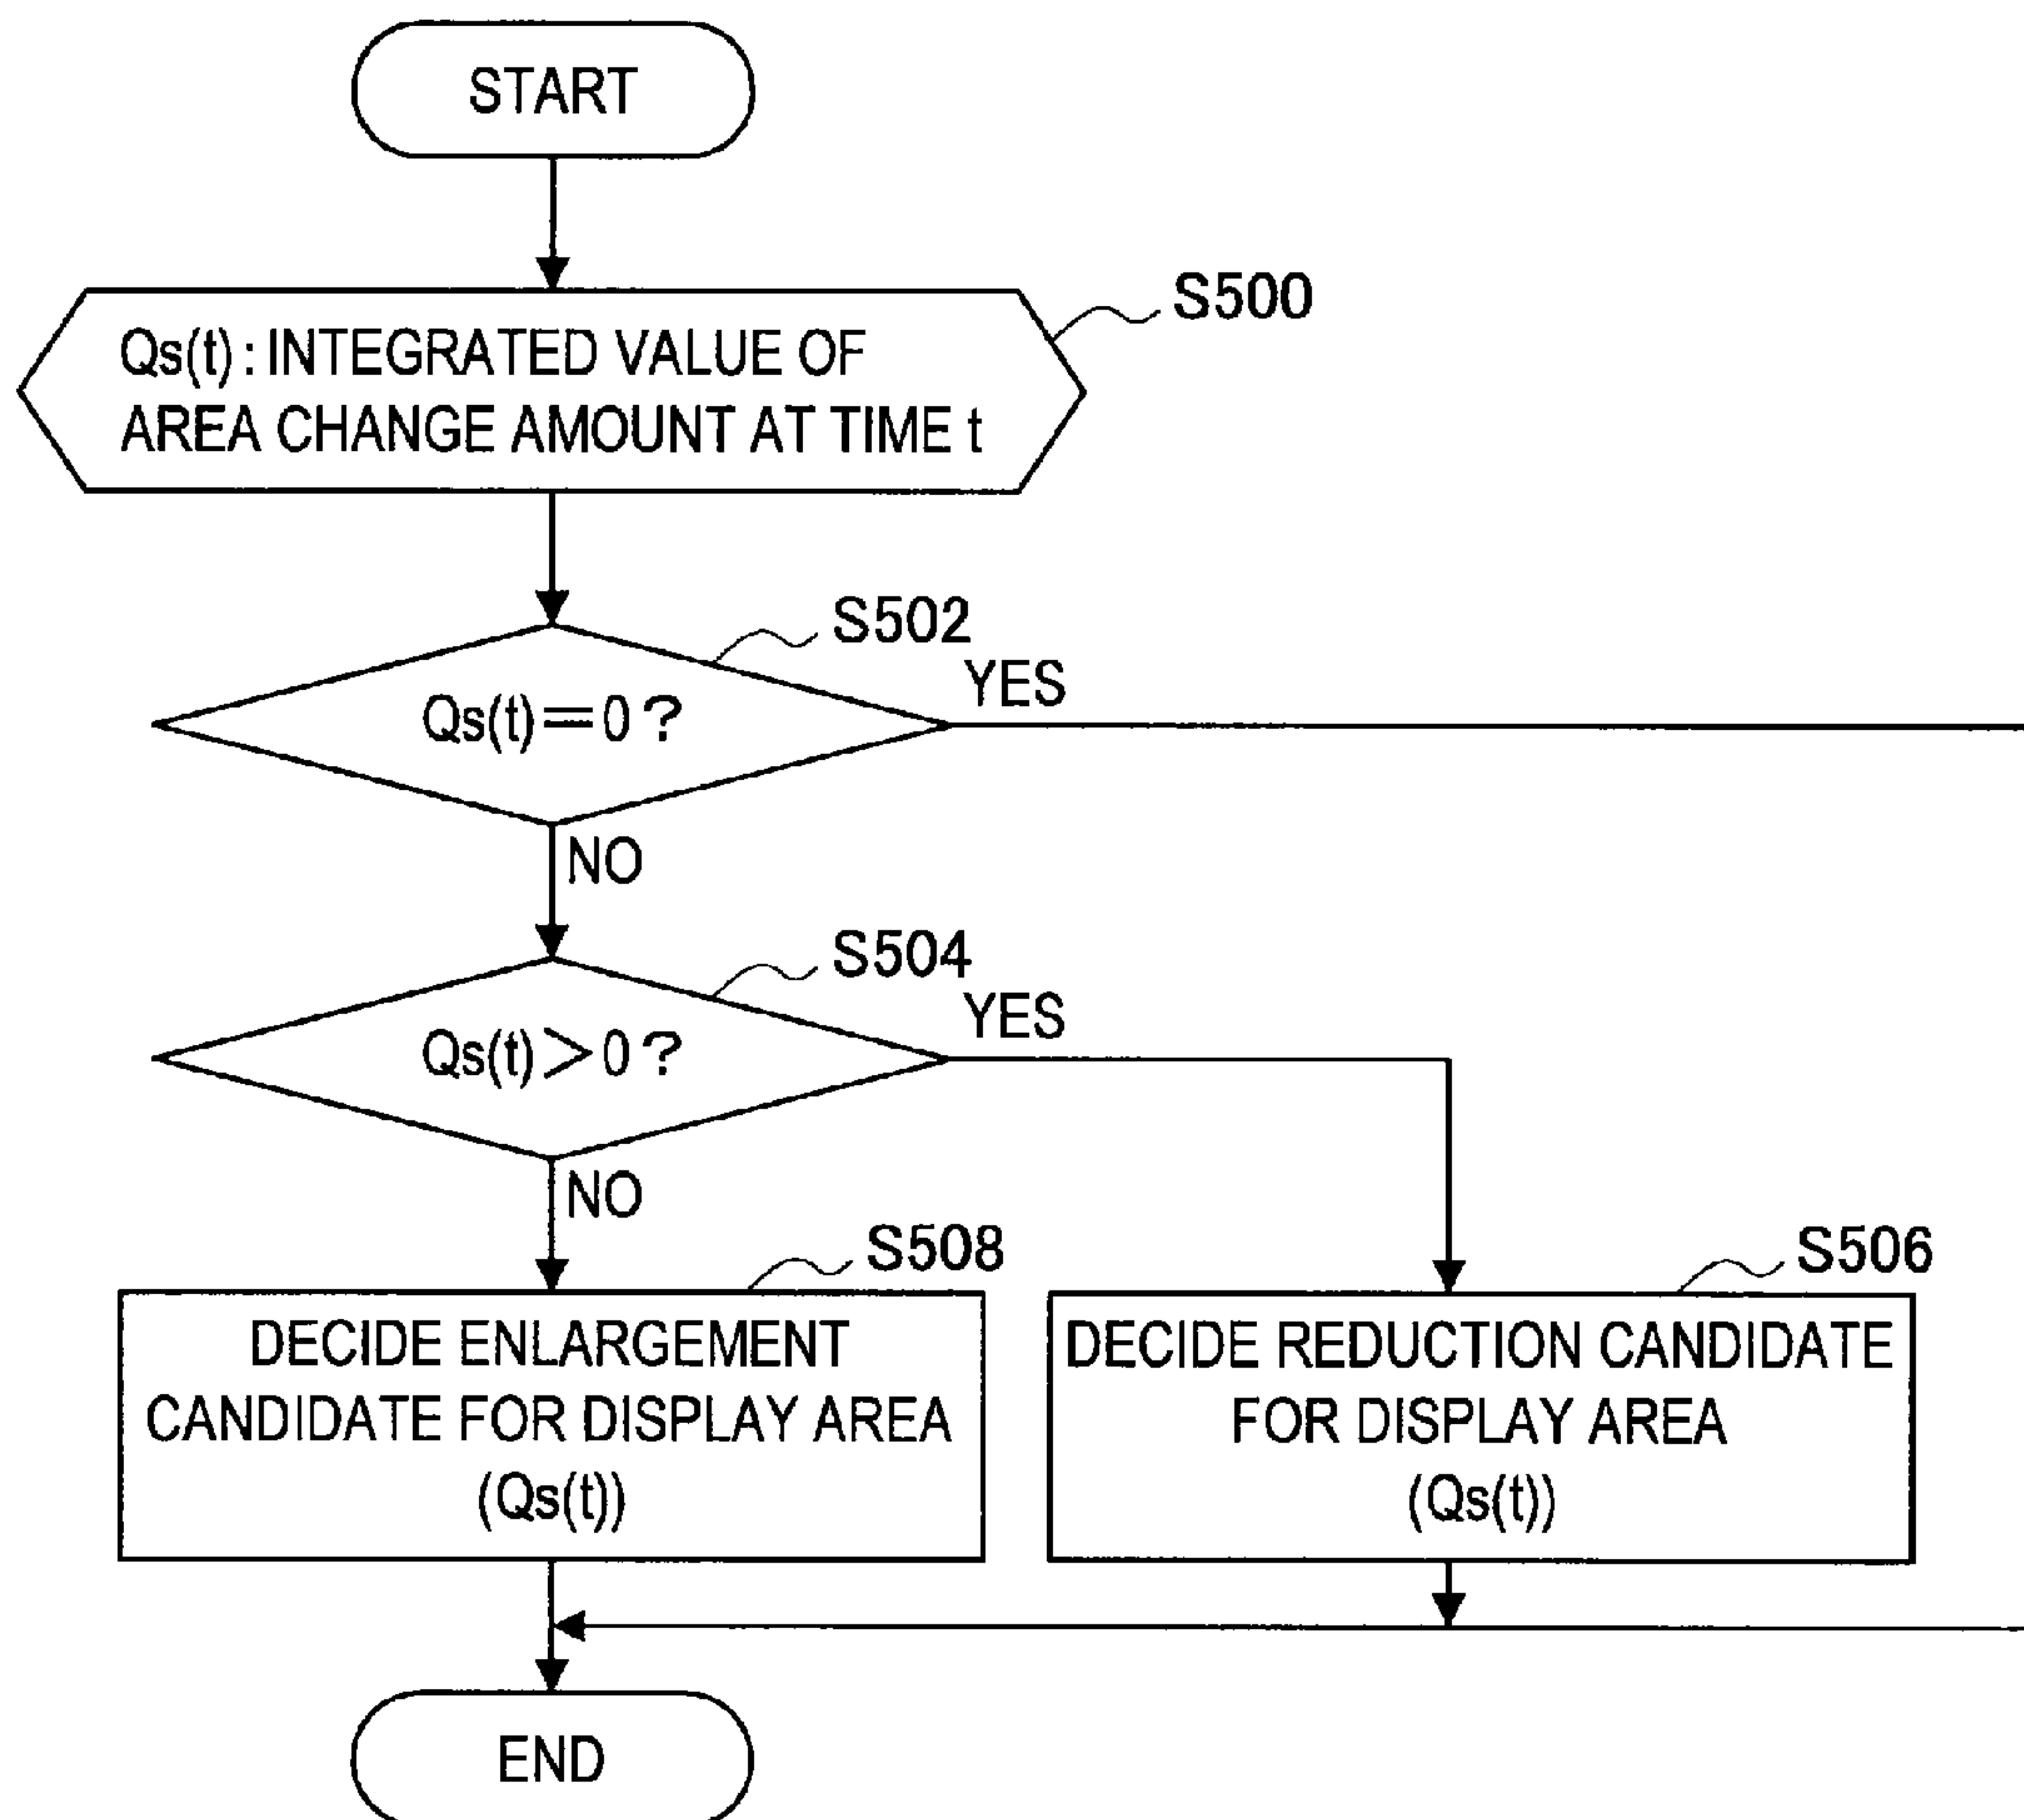 START
S500
Qs(t) : INTEGRATED VALUE OF
AREA CHANGE AMOUNT AT TIME t
S502
YES
Qs(t)=0 ?
NO
S504
YES
Qs(t)>0 ?
NO
S508
DECIDE ENLARGEMENT
CANDIDATE FOR DISPLAY AREA
(Qs(t))
S506
DECIDE REDUCTION CANDIDATE
FOR DISPLAY AREA
(Qs(t))
END